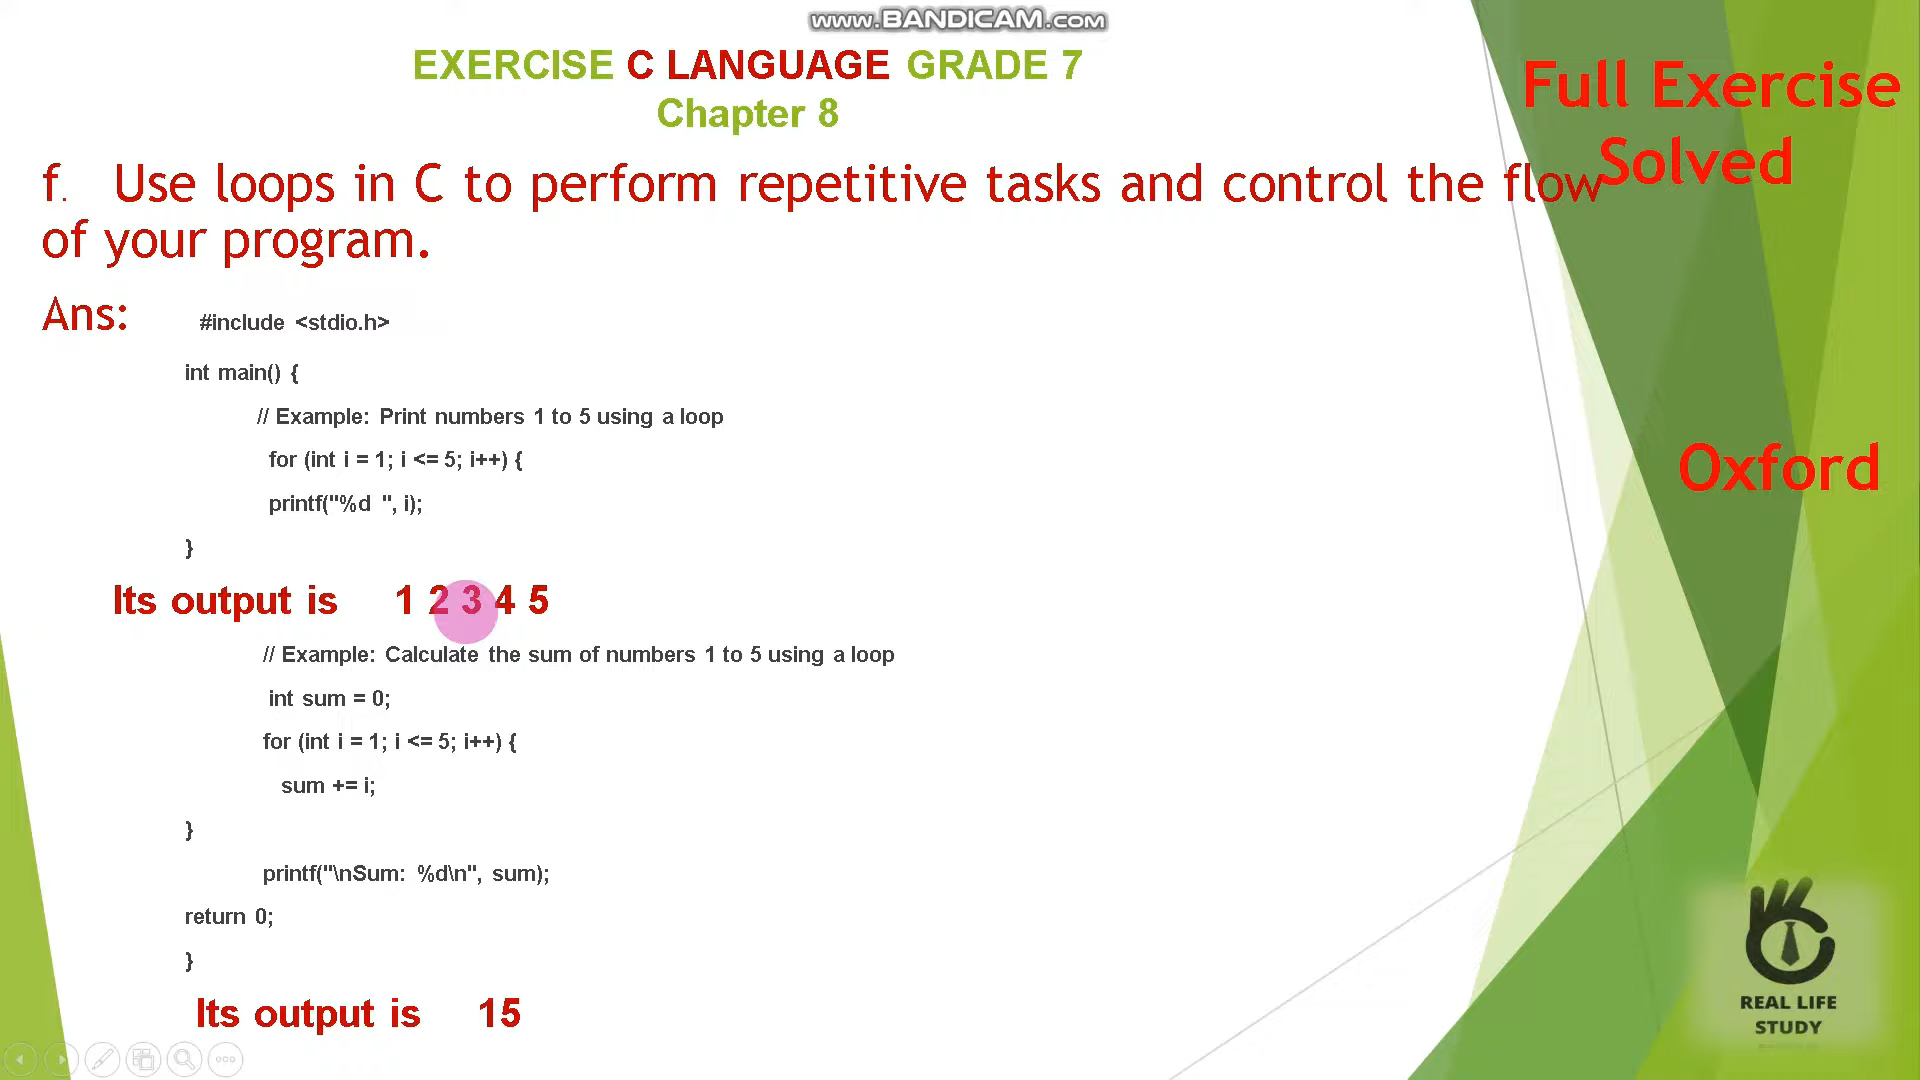 www.BANDICAM.com
EXERCISE C LANGUAGE GRADE 7
Chapter 8
Full Exercise
Solved
f. Use loops in C to perform repetitive tasks and control the flow
of your program.
Ans: #include <stdio.h>
int main() {
// Example: Print numbers 1 to 5 using a loop
for (int i = 1; i <= 5; i++) {
printf("%d ", i);
}
Oxford
Its output is 1 2 3 4 5
// Example: Calculate the sum of numbers 1 to 5 using a loop
int sum = 0;
for (int i = 1; i <= 5; i++) {
sum += i;
}
printf("\nSum: %d\n", sum);
return 0;
}
Its output is 15
REAL LIFE
STUDY